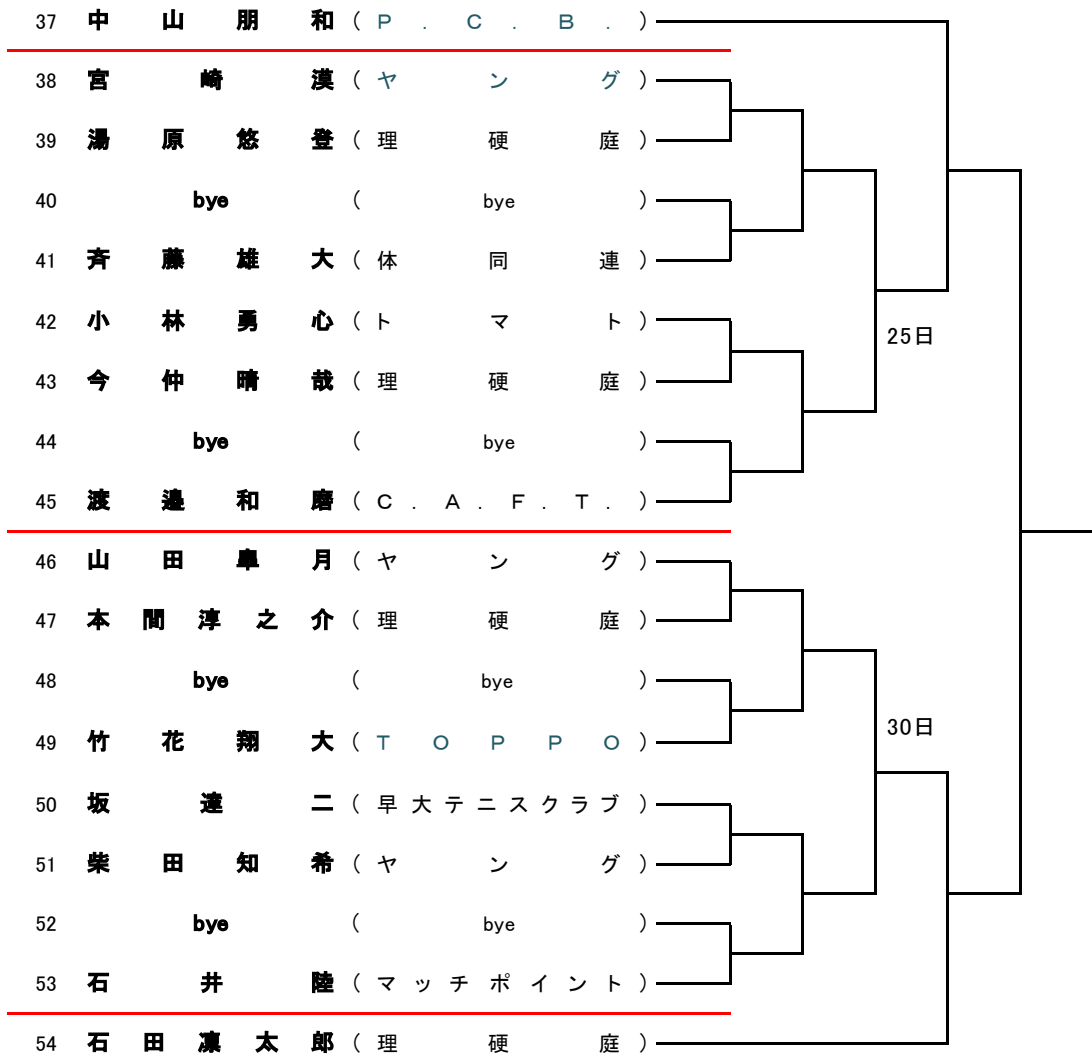 37 中山朋和 (P.C.B.)
38 宮崎漠 (ヤング)
39 湯原悠登 (理硬庭)
40 bye (bye)
41 斉藤雄大 (体同連)
42 小林勇心 (トマト)
25日
43 今仲晴哉 (理硬庭)
44 bye (bye)
45 渡邉和磨 (C.A.F.T.)
46 山田皐月 (ヤング)
47 本間淳之介 (理硬庭)
48 bye (bye)
49 竹花翔大 (TOPPO)
30日
50 坂達二 (早大テニスクラブ)
51 柴田知希 (ヤング)
52 bye (bye)
53 石井陸 (マッチポイント)
54 石田凛太郎 (理硬庭)